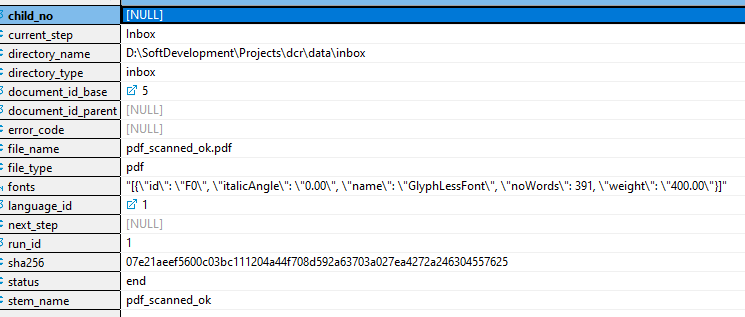 child_no [NULL]
current_step Inbox
directory_name D:\SoftDevelopment\Projects\dcr\data\inbox
directory_type inbox
document_id_base 5
document_id_parent [NULL]
error_code [NULL]
file_name pdf_scanned_ok.pdf
file_type pdf
fonts "[{\"id\": \"F0\", \"italicAngle\": \"0.00\", \"name\": \"GlyphLessFont\", \"noWords\": 391, \"weight\": \"400.00\"}]"
language_id 1
next_step [NULL]
run_id 1
sha256 07e21aeef5600c03bc111204a44f708d592a63703a027ea4272a246304557625
status end
stem_name pdf_scanned_ok